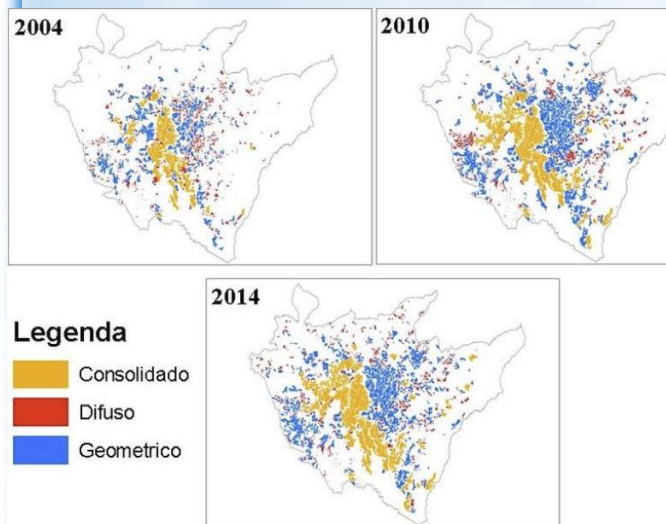 2004
2010
2014
Legenda
Consolidado
Difuso
Geometrico